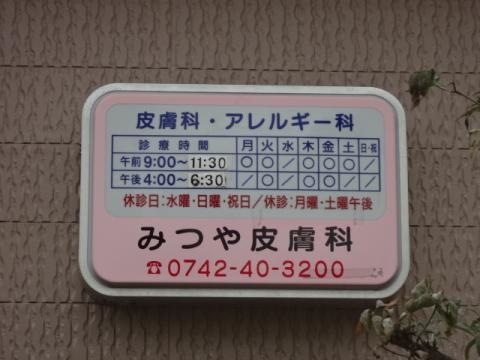 皮膚科・アレルギー科
診療時間 月 火 水 木 金 土 日・祝
午前 9:00〜11:30 ○ ○ ／ ○ ○ ○ ／
午後 4:00〜6:30 ／ ○ ／ ○ ○ ／ ／
休診日：水曜・日曜・祝日／休診：月曜・土曜午後
みつや皮膚科
☎0742-40-3200